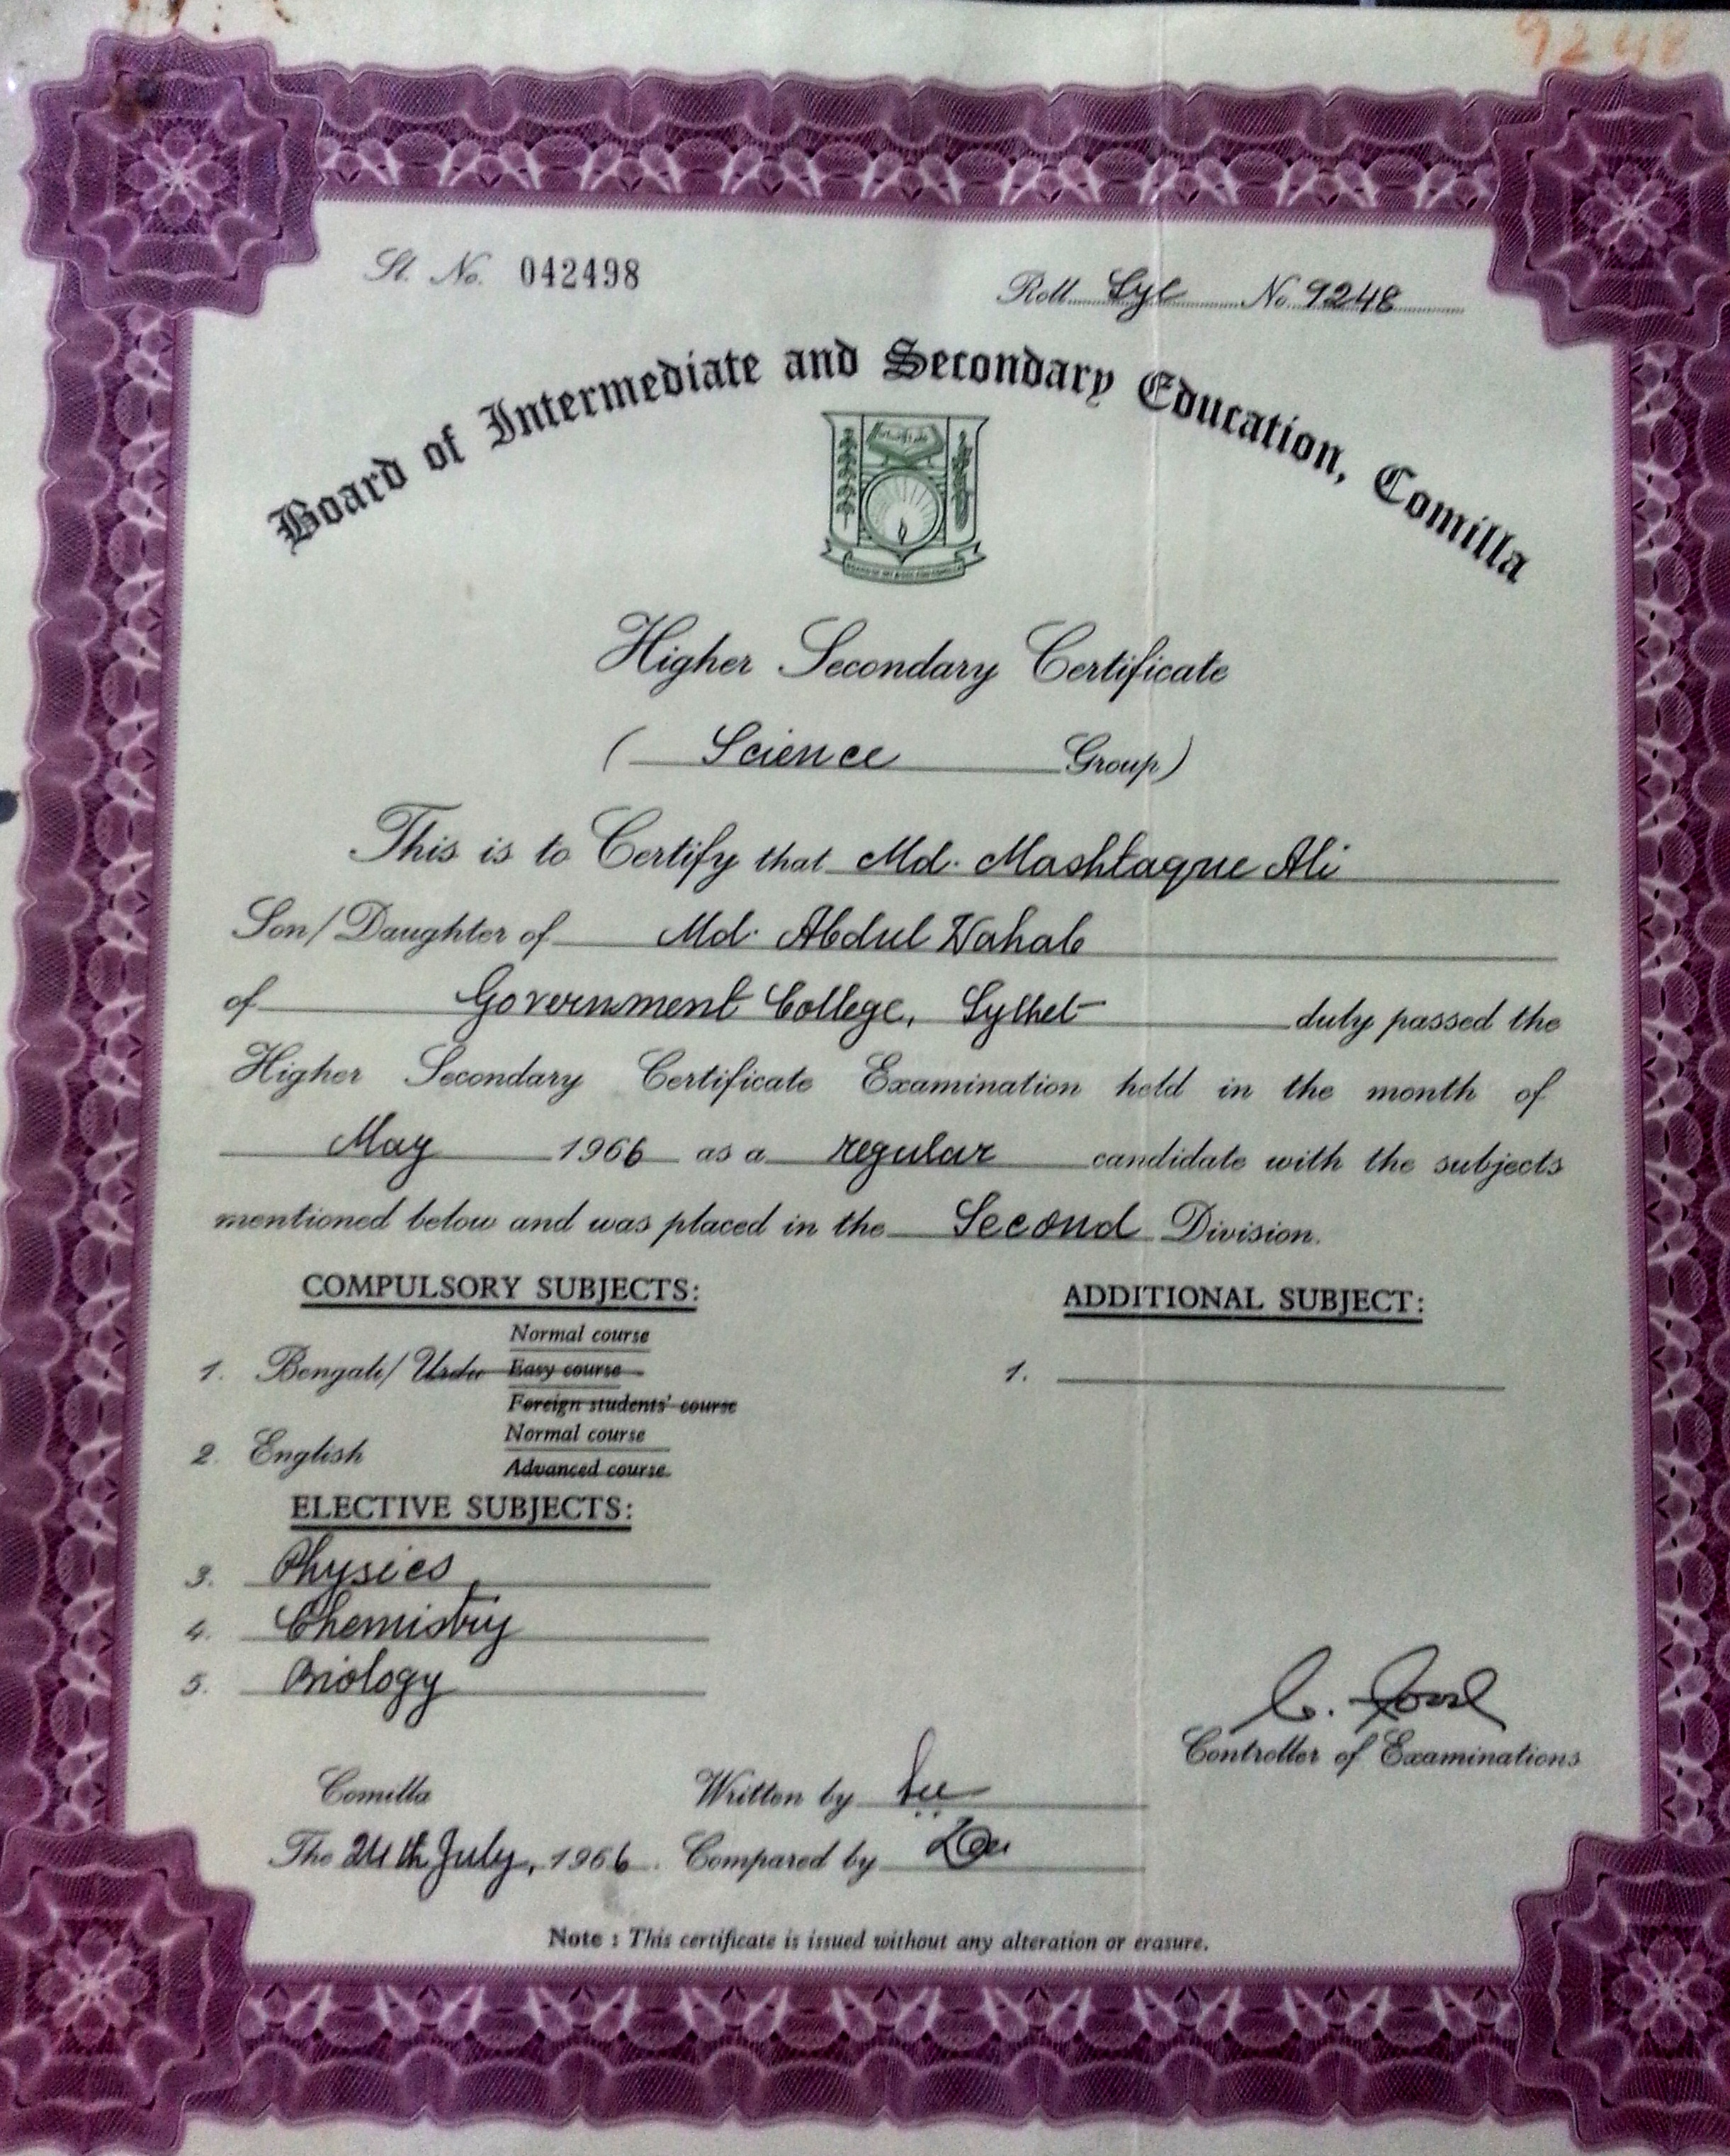 9248
Sl. No. 042498 Roll Syl No 9248
Board of Intermediate and Secondary Education, Comilla
Higher Secondary Certificate
( Science Group)
This is to Certify that Md. Mashtaque Ali
Son/Daughter of Md. Abdul Wahab
of Government College, Sylhet duly passed the
Higher Secondary Certificate Examination held in the month of
May 1966 as a regular candidate with the subjects
mentioned below and was placed in the Second Division.
COMPULSORY SUBJECTS: ADDITIONAL SUBJECT:
1. Bengali/Urdu Normal course
Easy course
Foreign students' course
1.
2. English Normal course
Advanced course
ELECTIVE SUBJECTS:
3. Physics
4. Chemistry
5. Biology
Controller of Examinations
Comilla Written by
The 24th July, 1966. Compared by
Note : This certificate is issued without any alteration or erasure.